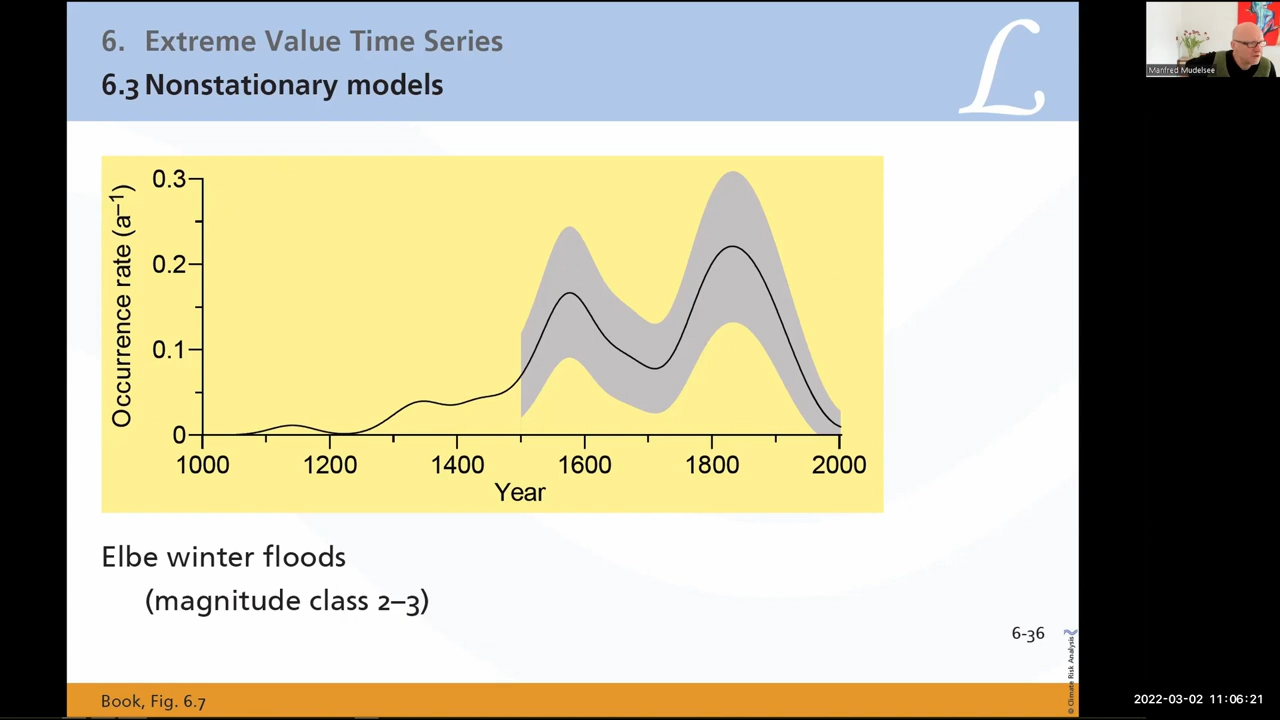 6. Extreme Value Time Series
6.3 Nonstationary models
L
Manfred Mudelsee
Occurrence rate (a⁻¹)
0.3
0.2
0.1
0
1000 1200 1400 1600 1800 2000
Year
Elbe winter floods
(magnitude class 2–3)
6-36
© Climate Risk Analysis
Book, Fig. 6.7
2022-03-02 11:06:21